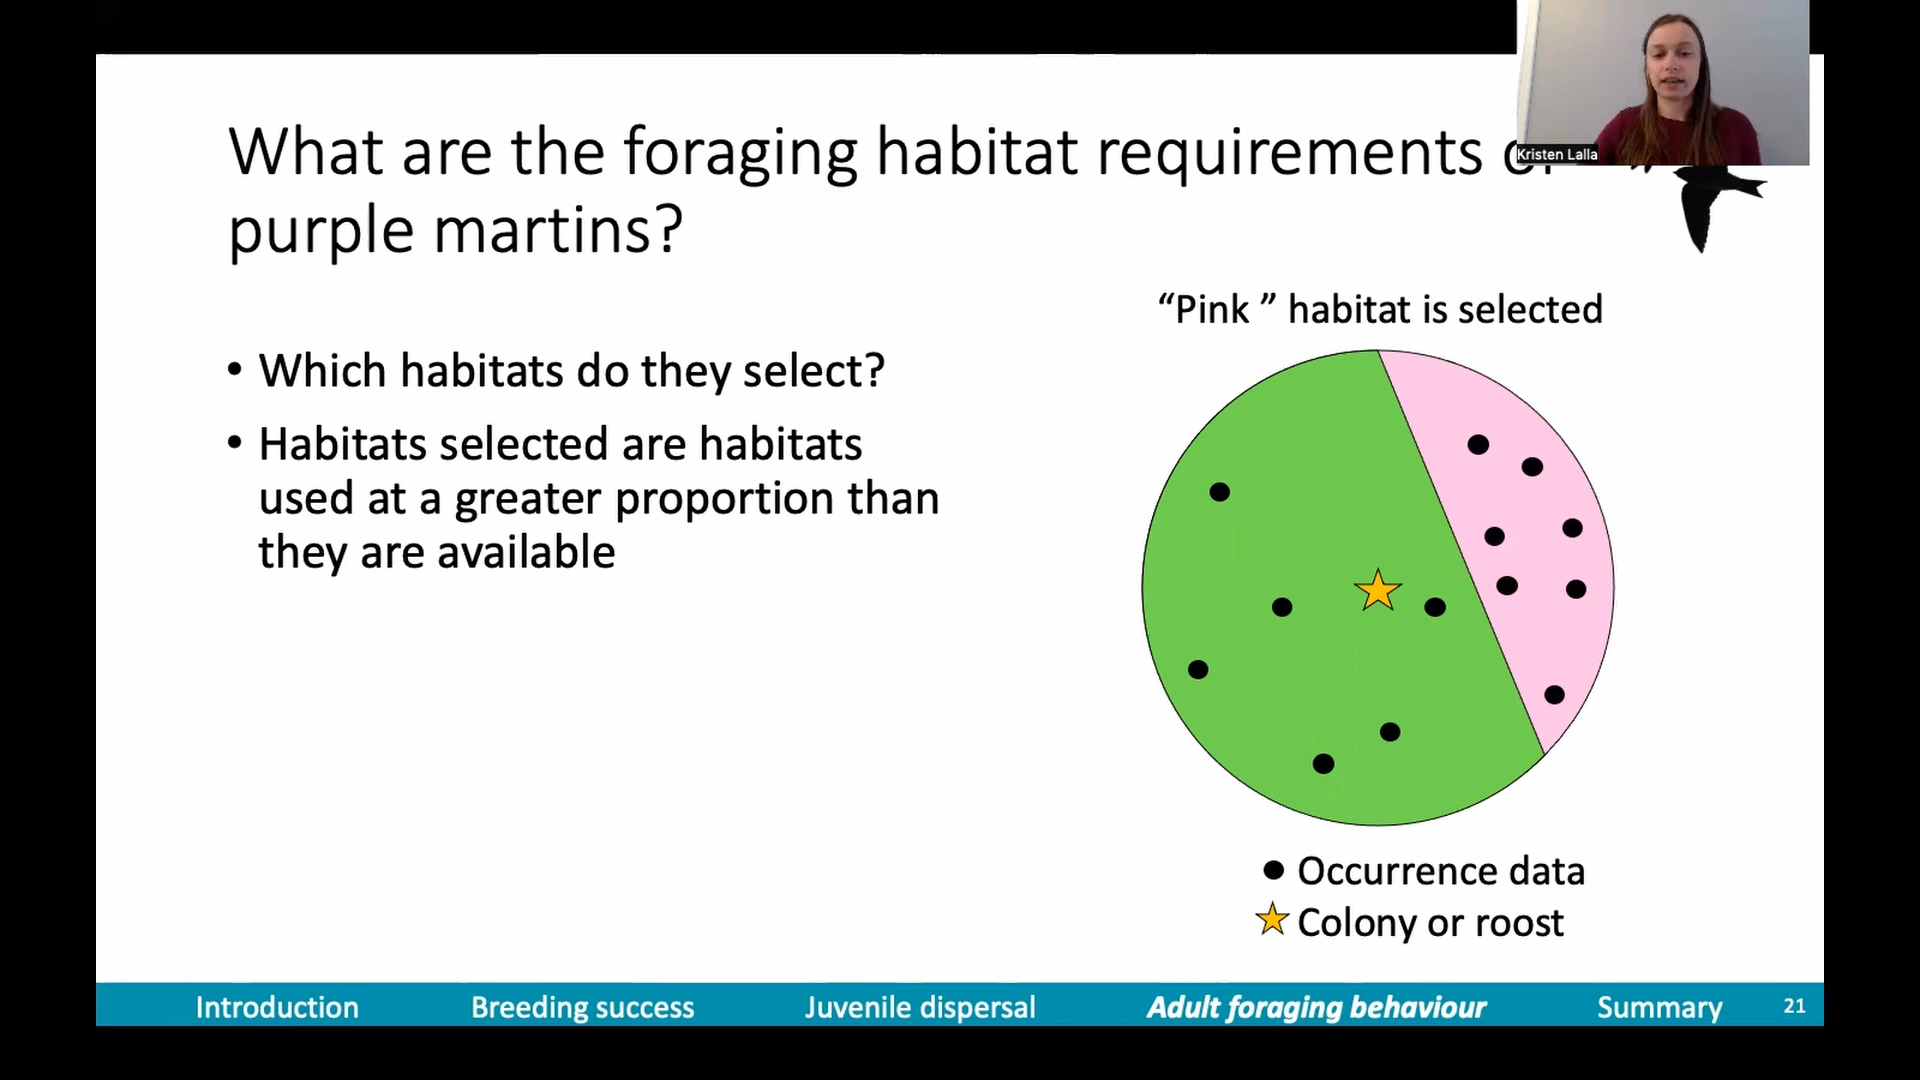 What are the foraging habitat requirements
purple martins?
Kristen Lalla
“Pink ” habitat is selected
• Which habitats do they select?
• Habitats selected are habitats
used at a greater proportion than
they are available
Occurrence data
Colony or roost
Introduction Breeding success Juvenile dispersal Adult foraging behaviour Summary 21